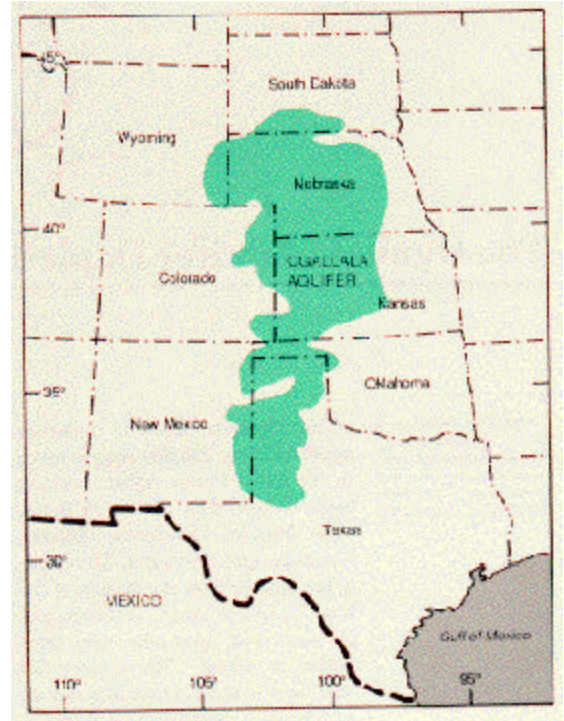 45°
South Dakota
Wyoming
Nebraska
40°
OGALLALA
AQUIFER
Colorado
Kansas
35°
Oklahoma
New Mexico
Texas
30°
MEXICO
Gulf of Mexico
110°
105°
100°
95°